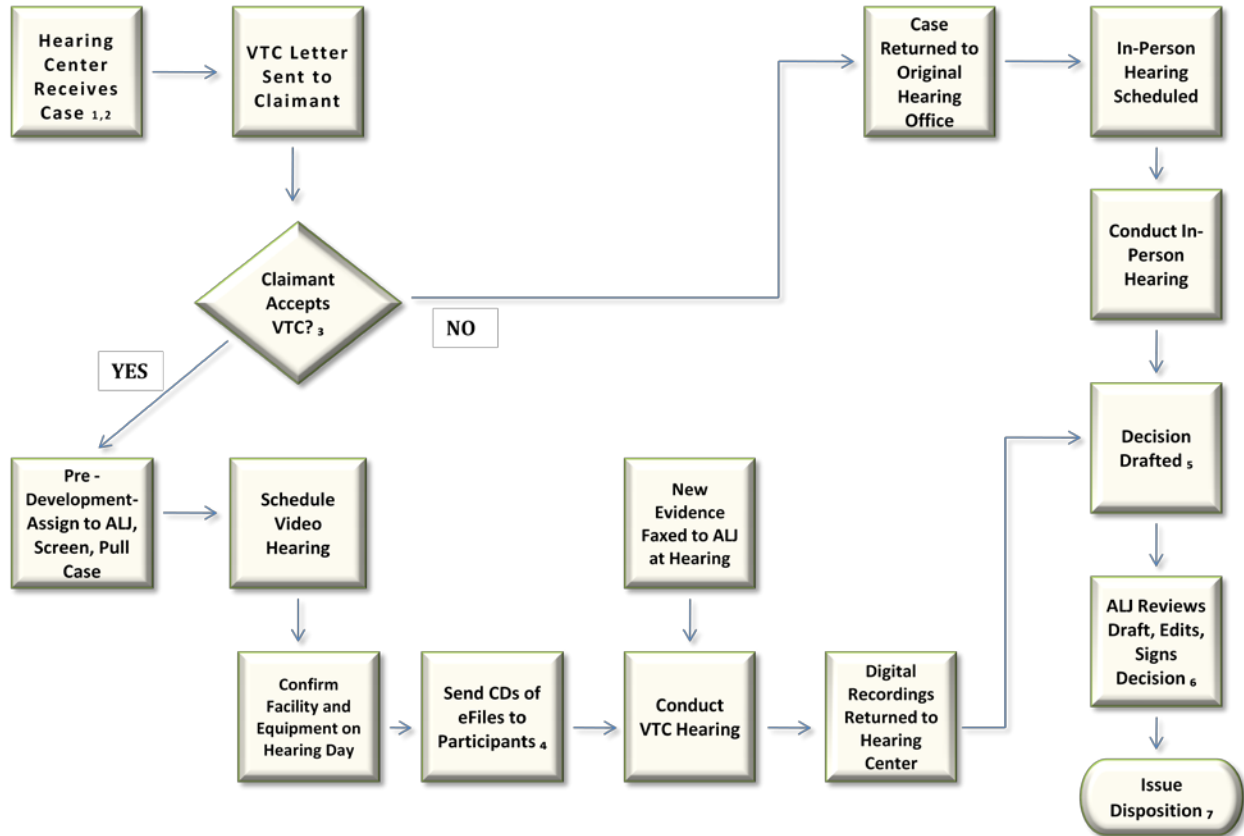 Hearing
Center
Receives
Case 1,2
VTC Letter
Sent to
Claimant
Case
Returned to
Original
Hearing
Office
In-Person
Hearing
Scheduled
Conduct In-
Person
Hearing
Claimant
Accepts
VTC? 3
NO
YES
Pre -
Development-
Assign to ALJ,
Screen, Pull
Case
Schedule
Video
Hearing
New
Evidence
Faxed to ALJ
at Hearing
Decision
Drafted 5
Confirm
Facility and
Equipment on
Hearing Day
Send CDs of
eFiles to
Participants 4
Conduct
VTC Hearing
Digital
Recordings
Returned to
Hearing
Center
ALJ Reviews
Draft, Edits,
Signs
Decision 6
Issue
Disposition 7